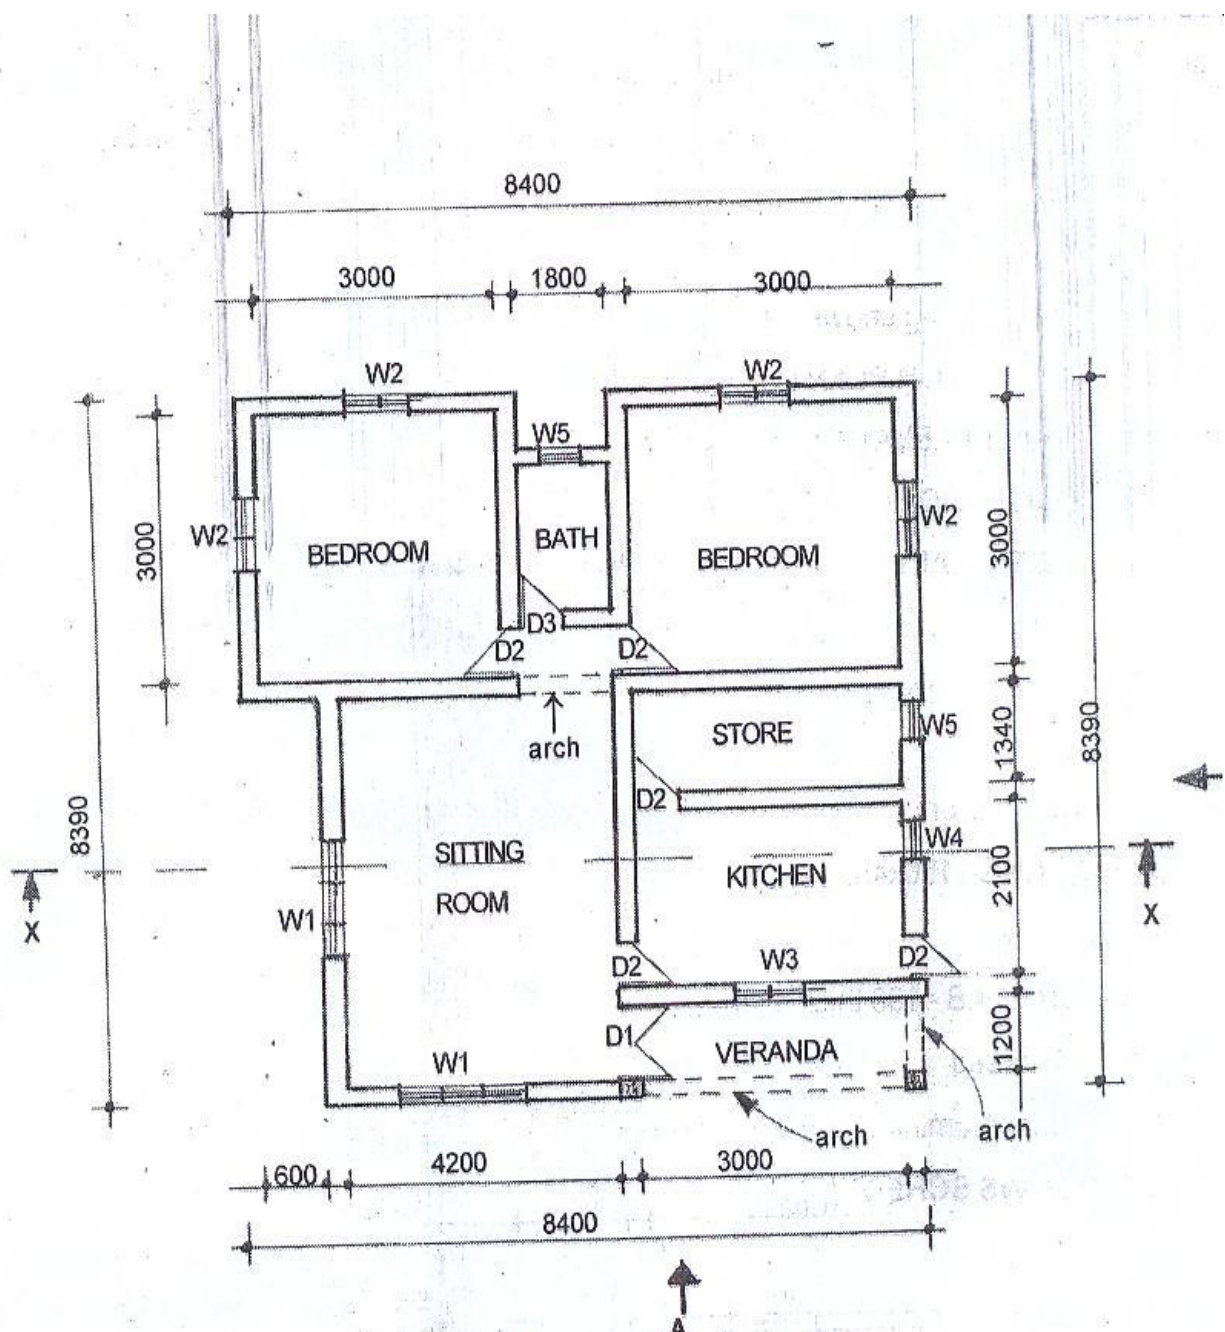 8400
3000 1800 3000
W2 W2
W5
W2 BEDROOM BATH BEDROOM W2
3000 3000
D3
D2 D2
STORE W5
arch
1340
8390
D2
8390
SITTING
ROOM
KITCHEN
W4
2100
X X
W1
D2 W3 D2
D1 VERANDA
1200
W1
arch arch
600 4200 3000
8400
A